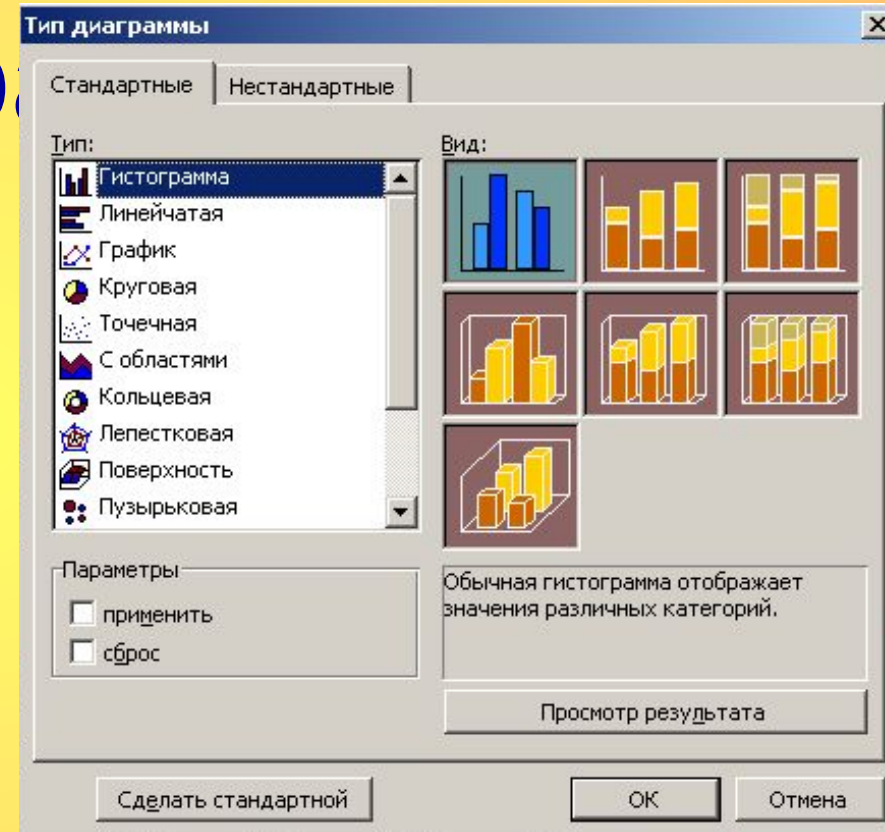 Тип диаграммы
Стандартные
Нестандартные
Тип:
Вид:
Гистограмма
Линейчатая
График
Круговая
Точечная
С областями
Кольцевая
Лепестковая
Поверхность
Пузырьковая
Параметры
применить
сброс
Обычная гистограмма отображает
значения различных категорий.
Просмотр результата
Сделать стандартной
ОК
Отмена